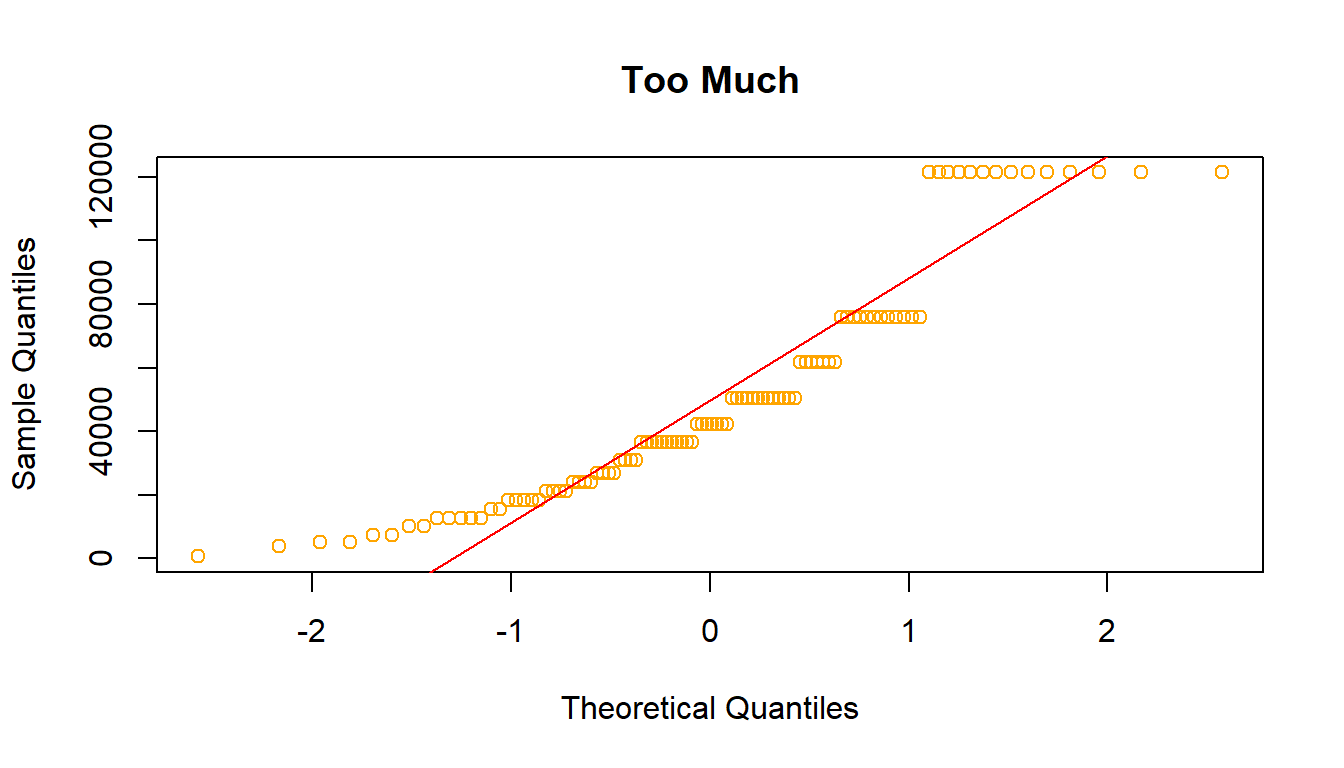 Too Much
Sample Quantiles
120000
80000
40000
0
-2 -1 0 1 2
Theoretical Quantiles